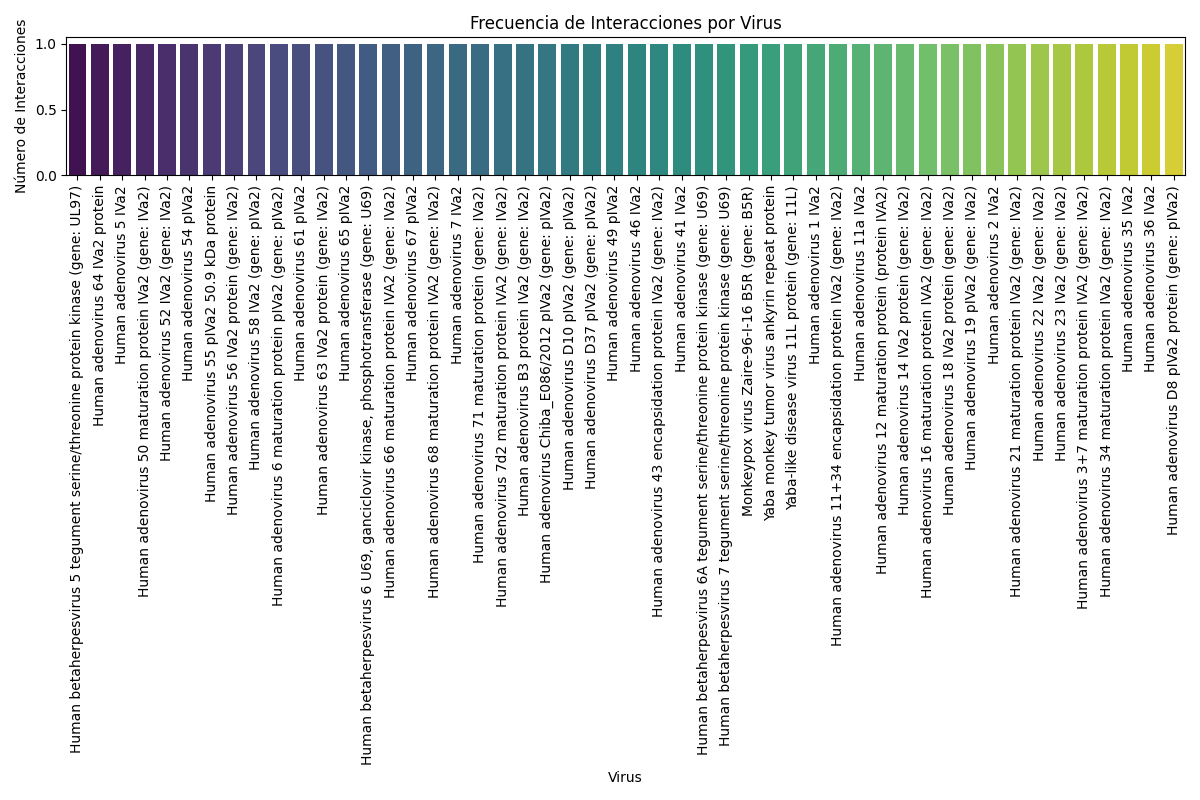 Frecuencia de Interacciones por Virus
Número de Interacciones
1.0
0.5
0.0
Human betaherpesvirus 5 tegument serine/threonine protein kinase (gene: UL97)
Human adenovirus 64 IVa2 protein
Human adenovirus 5 IVa2
Human adenovirus 50 maturation protein IVa2 (gene: IVa2)
Human adenovirus 52 IVa2 (gene: IVa2)
Human adenovirus 54 pIVa2
Human adenovirus 55 pIVa2 50.9 kDa protein
Human adenovirus 56 IVa2 protein (gene: IVa2)
Human adenovirus 58 IVa2 (gene: pIVa2)
Human adenovirus 6 maturation protein pIVa2 (gene: pIVa2)
Human adenovirus 61 pIVa2
Human adenovirus 63 IVa2 protein (gene: IVa2)
Human adenovirus 65 pIVa2
Human betaherpesvirus 6 U69, ganciclovir kinase, phosphotransferase (gene: U69)
Human adenovirus 66 maturation protein IVA2 (gene: IVa2)
Human adenovirus 67 pIVa2
Human adenovirus 68 maturation protein IVA2 (gene: IVa2)
Human adenovirus 7 IVa2
Human adenovirus 71 maturation protein (gene: IVa2)
Human adenovirus 7d2 maturation protein IVA2 (gene: IVa2)
Human adenovirus B3 protein IVa2 (gene: IVa2)
Human adenovirus Chiba_E086/2012 pIVa2 (gene: pIVa2)
Human adenovirus D10 pIVa2 (gene: pIVa2)
Human adenovirus D37 pIVa2 (gene: pIVa2)
Human adenovirus 49 pIVa2
Human adenovirus 46 IVa2
Human adenovirus 43 encapsidation protein IVa2 (gene: IVa2)
Human adenovirus 41 IVa2
Human betaherpesvirus 6A tegument serine/threonine protein kinase (gene: U69)
Human betaherpesvirus 7 tegument serine/threonine protein kinase (gene: U69)
Monkeypox virus Zaire-96-I-16 B5R (gene: B5R)
Yaba monkey tumor virus ankyrin repeat protein
Yaba-like disease virus 11L protein (gene: 11L)
Human adenovirus 1 IVa2
Human adenovirus 11+34 encapsidation protein IVa2 (gene: IVa2)
Human adenovirus 11a IVa2
Human adenovirus 12 maturation protein (protein IVA2)
Human adenovirus 14 IVa2 protein (gene: IVa2)
Human adenovirus 16 maturation protein IVA2 (gene: IVa2)
Human adenovirus 18 IVa2 protein (gene: IVa2)
Human adenovirus 19 pIVa2 (gene: IVa2)
Human adenovirus 2 IVa2
Human adenovirus 21 maturation protein IVa2 (gene: IVa2)
Human adenovirus 22 IVa2 (gene: IVa2)
Human adenovirus 23 IVa2 (gene: IVa2)
Human adenovirus 3+7 maturation protein IVA2 (gene: IVa2)
Human adenovirus 34 maturation protein IVa2 (gene: IVa2)
Human adenovirus 35 IVa2
Human adenovirus 36 IVa2
Human adenovirus D8 pIVa2 protein (gene: pIVa2)
Virus